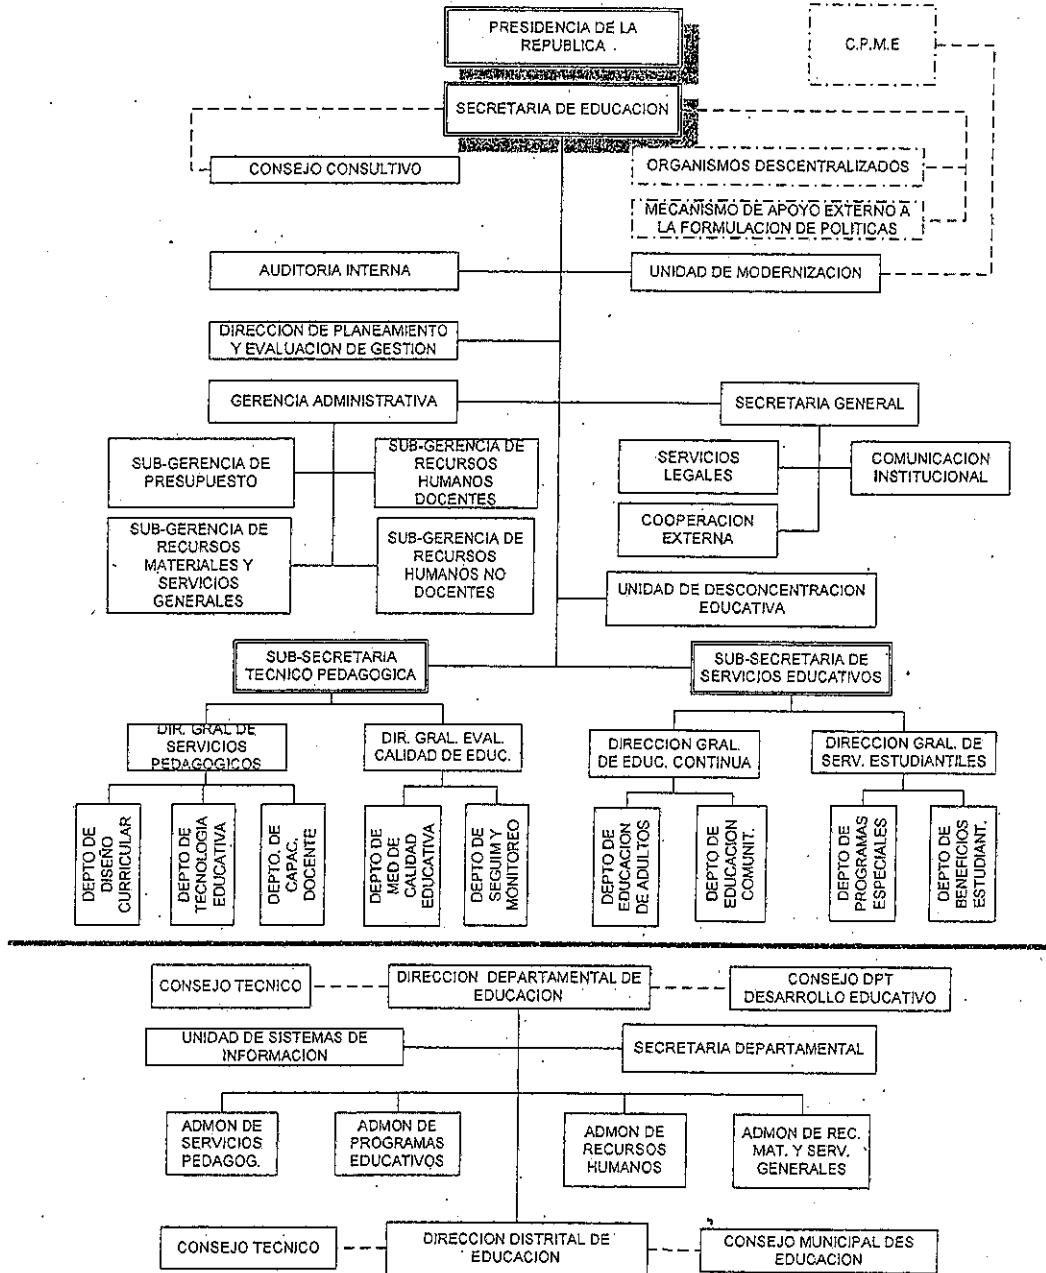 PRESIDENCIA DE LA
REPUBLICA
C.P.M.E
SECRETARIA DE EDUCACION
CONSEJO CONSULTIVO
ORGANISMOS DESCENTRALIZADOS
MECANISMO DE APOYO EXTERNO A
LA FORMULACION DE POLITICAS
AUDITORIA INTERNA
UNIDAD DE MODERNIZACION
DIRECCION DE PLANEAMIENTO
Y EVALUACION DE GESTION
GERENCIA ADMINISTRATIVA
SECRETARIA GENERAL
SUB-GERENCIA DE
PRESUPUESTO
SUB-GERENCIA DE
RECURSOS
HUMANOS
DOCENTES
SERVICIOS
LEGALES
COMUNICACION
INSTITUCIONAL
SUB-GERENCIA DE
RECURSOS
MATERIALES Y
SERVICIOS
GENERALES
SUB-GERENCIA DE
RECURSOS
HUMANOS NO
DOCENTES
COOPERACION
EXTERNA
UNIDAD DE DESCONCENTRACION
EDUCATIVA
SUB-SECRETARIA
TECNICO PEDAGOGICA
SUB-SECRETARIA DE
SERVICIOS EDUCATIVOS
DIR. GRAL DE
SERVICIOS
PEDAGOGICOS
DIR. GRAL. EVAL.
CALIDAD DE EDUC.
DIRECCION GRAL.
DE EDUC. CONTINUA
DIRECCION GRAL. DE
SERV. ESTUDIANTILES
DEPTO DE
DISEÑO
CURRICULAR
DEPTO DE
TECNOLOGIA
EDUCATIVA
DEPTO. DE
CAPAC.
DOCENTE
DEPTO DE
MED DE
CALIDAD
EDUCATIVA
DEPTO DE
SEGUIM Y
MONITOREO
DEPTO DE
EDUCACION
DE ADULTOS
DEPTO DE
EDUCACION
COMUNIT.
DEPTO DE
PROGRAMAS
ESPECIALES
DEPTO DE
BENEFICIOS
ESTUDIANT.
CONSEJO TECNICO
DIRECCION DEPARTAMENTAL DE
EDUCACION
CONSEJO DPT
DESARROLLO EDUCATIVO
UNIDAD DE SISTEMAS DE
INFORMACION
SECRETARIA DEPARTAMENTAL
ADMON DE
SERVICIOS
PEDAGOG.
ADMON DE
PROGRAMAS
EDUCATIVOS
ADMON DE
RECURSOS
HUMANOS
ADMON DE REC.
MAT. Y SERV.
GENERALES
CONSEJO TECNICO
DIRECCION DISTRITAL DE
EDUCACION
CONSEJO MUNICIPAL DES
EDUCACION